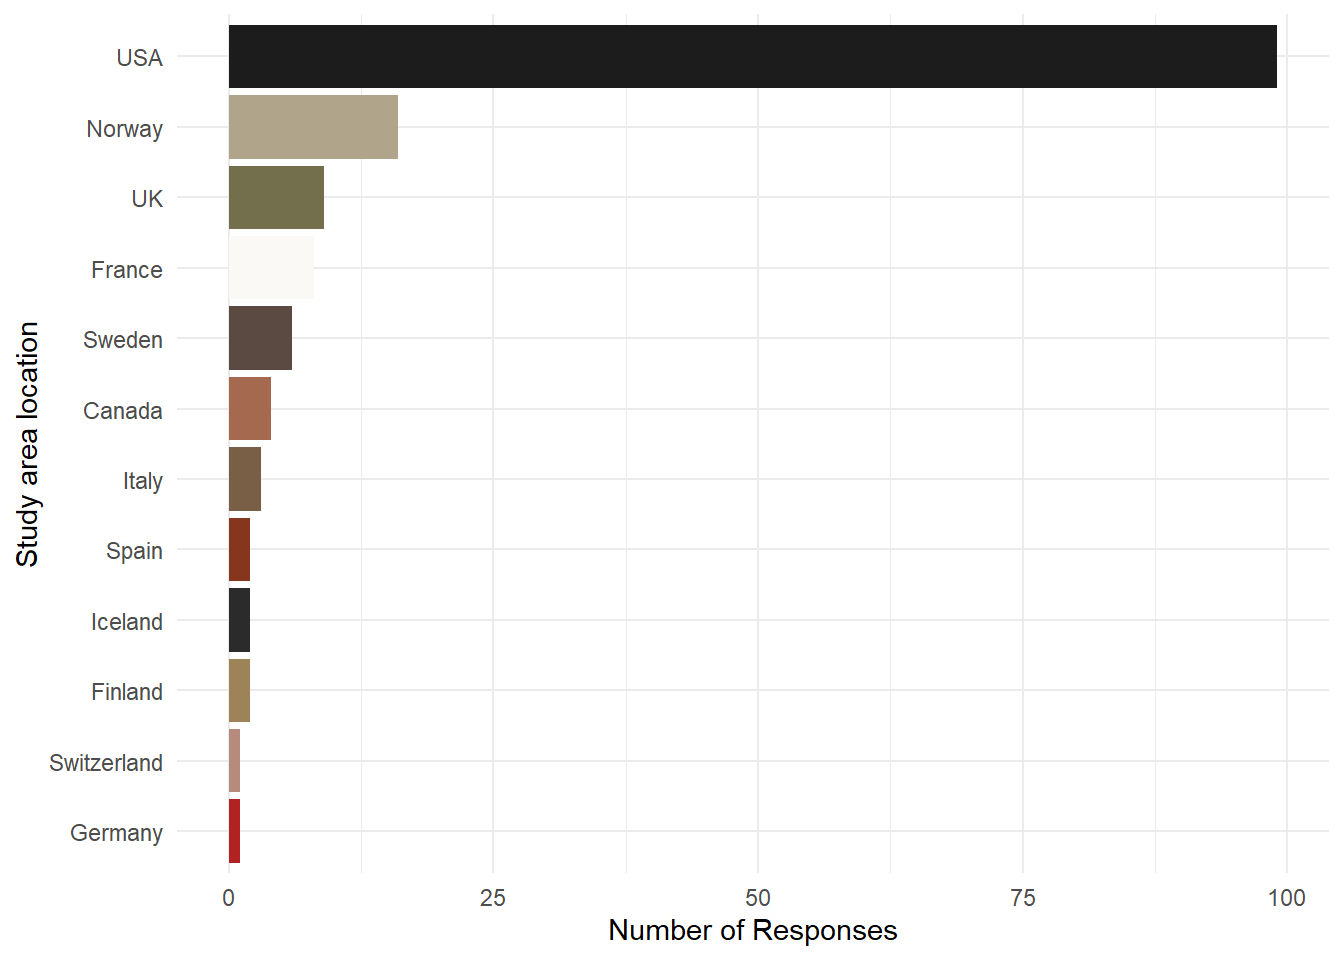 Study area location
USA
Norway
UK
France
Sweden
Canada
Italy
Spain
Iceland
Finland
Switzerland
Germany
0 25 50 75 100
Number of Responses